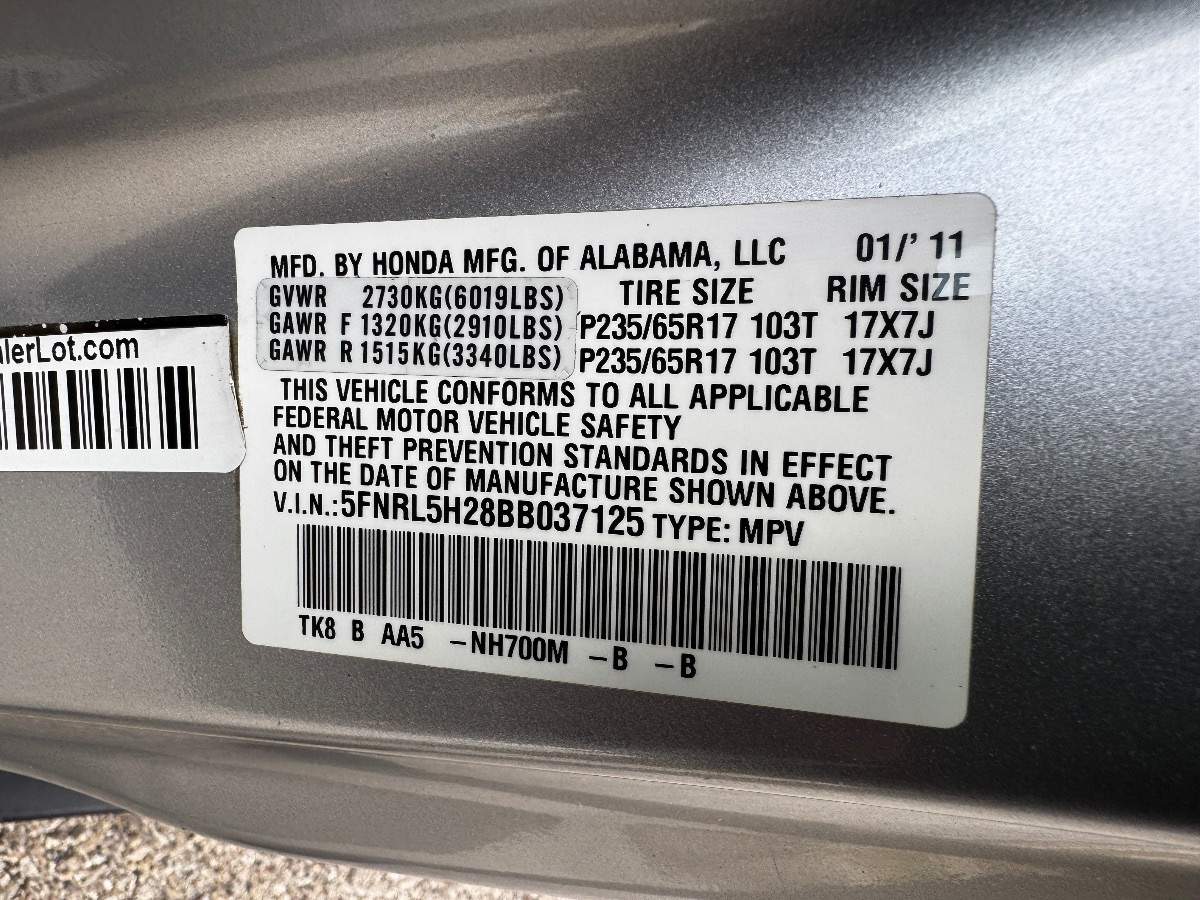 MFD. BY HONDA MFG. OF ALABAMA, LLC 01/' 11
GVWR 2730KG(6019LBS) TIRE SIZE RIM SIZE
GAWR F 1320KG(2910LBS) P235/65R17 103T 17X7J
GAWR R 1515KG(3340LBS) P235/65R17 103T 17X7J
THIS VEHICLE CONFORMS TO ALL APPLICABLE
FEDERAL MOTOR VEHICLE SAFETY
AND THEFT PREVENTION STANDARDS IN EFFECT
ON THE DATE OF MANUFACTURE SHOWN ABOVE.
V.I.N.:5FNRL5H28BB037125 TYPE: MPV
TK8 B AA5 –NH700M –B –B
lerLot.com